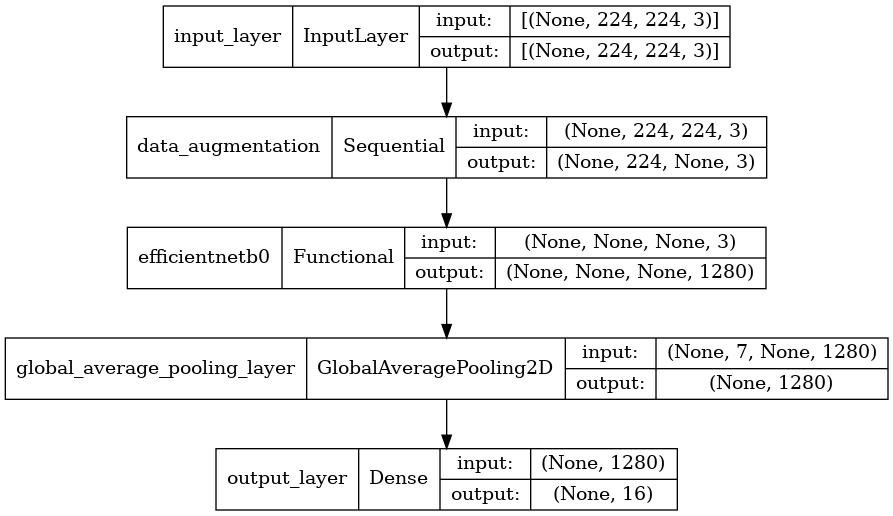 input_layer InputLayer input: [(None, 224, 224, 3)]
output: [(None, 224, 224, 3)]
data_augmentation Sequential input: (None, 224, 224, 3)
output: (None, 224, None, 3)
efficientnetb0 Functional input: (None, None, None, 3)
output: (None, None, None, 1280)
global_average_pooling_layer GlobalAveragePooling2D input: (None, 7, None, 1280)
output: (None, 1280)
output_layer Dense input: (None, 1280)
output: (None, 16)